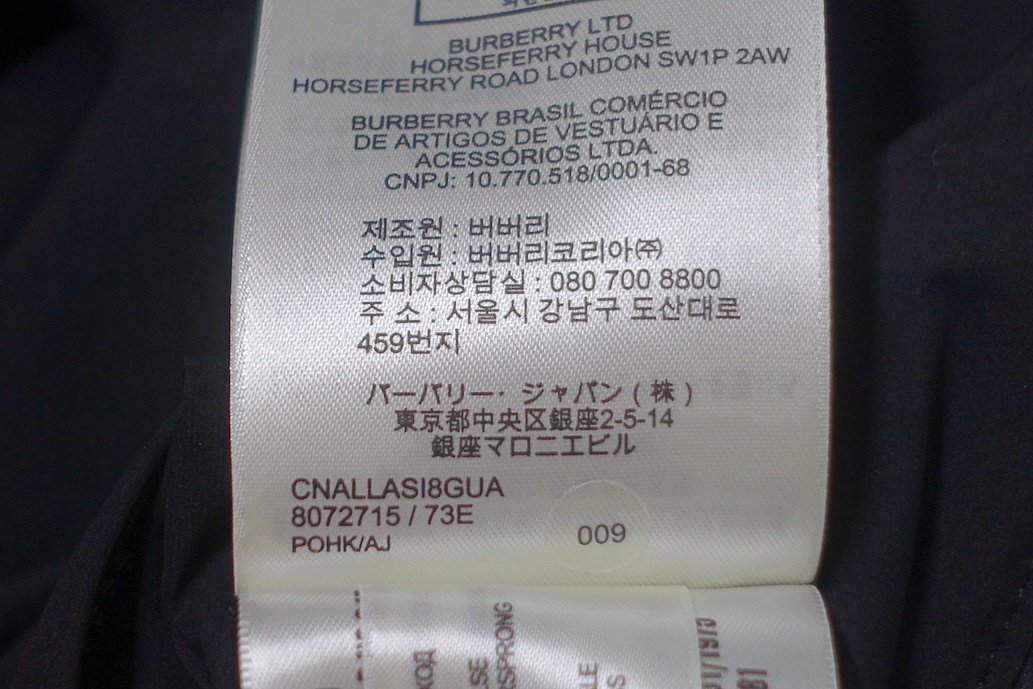 BURBERRY LTD
HORSEFERRY HOUSE
HORSEFERRY ROAD LONDON SW1P 2AW
BURBERRY BRASIL COMÉRCIO
DE ARTIGOS DE VESTUÁRIO E
ACESSÓRIOS LTDA.
CNPJ: 10.770.518/0001-68
제조원 : 버버리
수입원 : 버버리코리아㈜
소비자상담실 : 080 700 8800
주 소 : 서울시 강남구 도산대로
459번지
バーバリー・ジャパン ( 株 )
東京都中央区銀座2-5-14
銀座マロニエビル
CNALLASI8GUA
8072715 / 73E
POHK/AJ
009